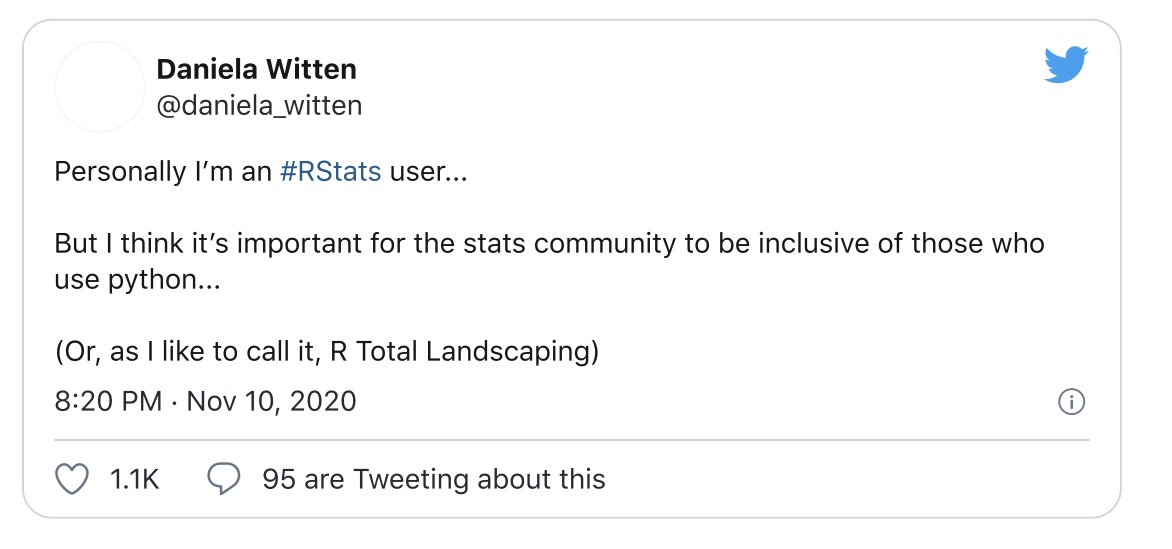 Daniela Witten
@daniela_witten
Personally I’m an #RStats user...
But I think it’s important for the stats community to be inclusive of those who
use python...
(Or, as I like to call it, R Total Landscaping)
8:20 PM · Nov 10, 2020
1.1K 95 are Tweeting about this